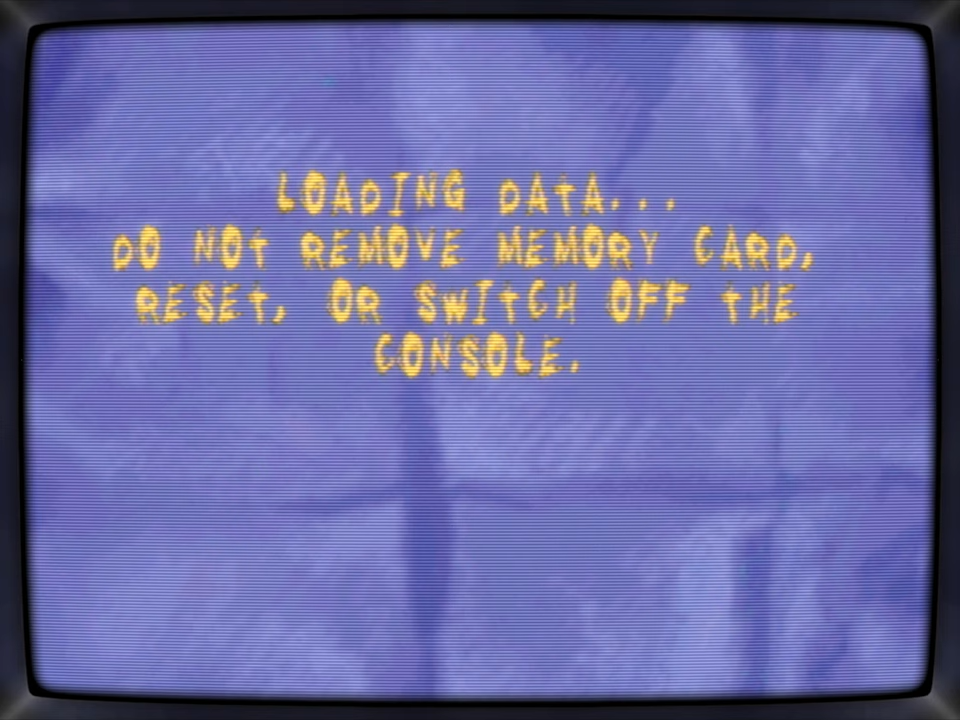 LOADING DATA...
DO NOT REMOVE MEMORY CARD,
RESET, OR SWITCH OFF THE
CONSOLE.